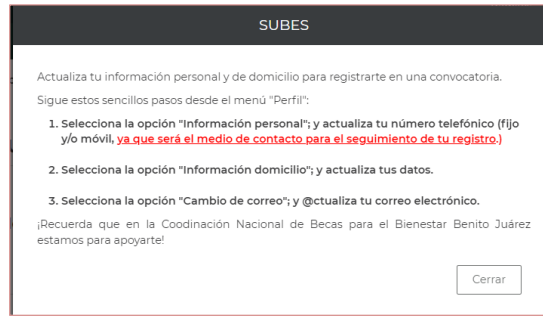 SUBES
Actualiza tu información personal y de domicilio para registrarte en una convocatoria.
Sigue estos sencillos pasos desde el menú "Perfil":
1. Selecciona la opción "Información personal"; y actualiza tu número telefónico (fijo
y/o móvil, ya que será el medio de contacto para el seguimiento de tu registro.)
2. Selecciona la opción "Información domicilio"; y actualiza tus datos.
3. Selecciona la opción "Cambio de correo"; y @ctualiza tu correo electrónico.
¡Recuerda que en la Coodinación Nacional de Becas para el Bienestar Benito Juárez
estamos para apoyarte!
Cerrar